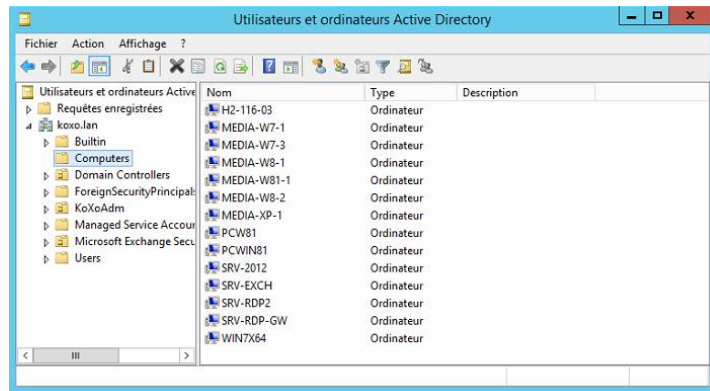 Utilisateurs et ordinateurs Active Directory
Fichier Action Affichage ?
Utilisateurs et ordinateurs Active
Requêtes enregistrées
koxo.lan
Builtin
Computers
Domain Controllers
ForeignSecurityPrincipals
KoXoAdm
Managed Service Accour
Microsoft Exchange Secu
Users
Nom Type Description
H2-116-03 Ordinateur
MEDIA-W7-1 Ordinateur
MEDIA-W7-3 Ordinateur
MEDIA-W8-1 Ordinateur
MEDIA-W81-1 Ordinateur
MEDIA-W8-2 Ordinateur
MEDIA-XP-1 Ordinateur
PCW81 Ordinateur
PCWIN81 Ordinateur
SRV-2012 Ordinateur
SRV-EXCH Ordinateur
SRV-RDP2 Ordinateur
SRV-RDP-GW Ordinateur
WIN7X64 Ordinateur